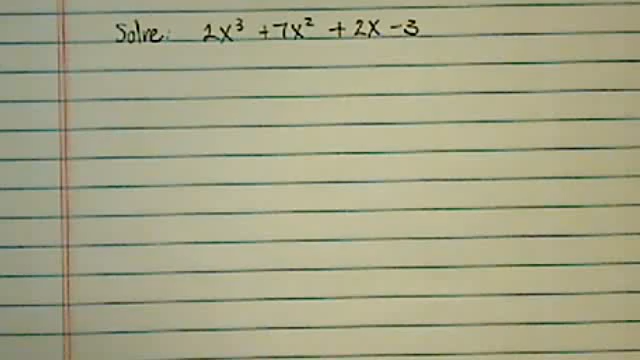 Solve: 2x³ + 7x² + 2x - 3